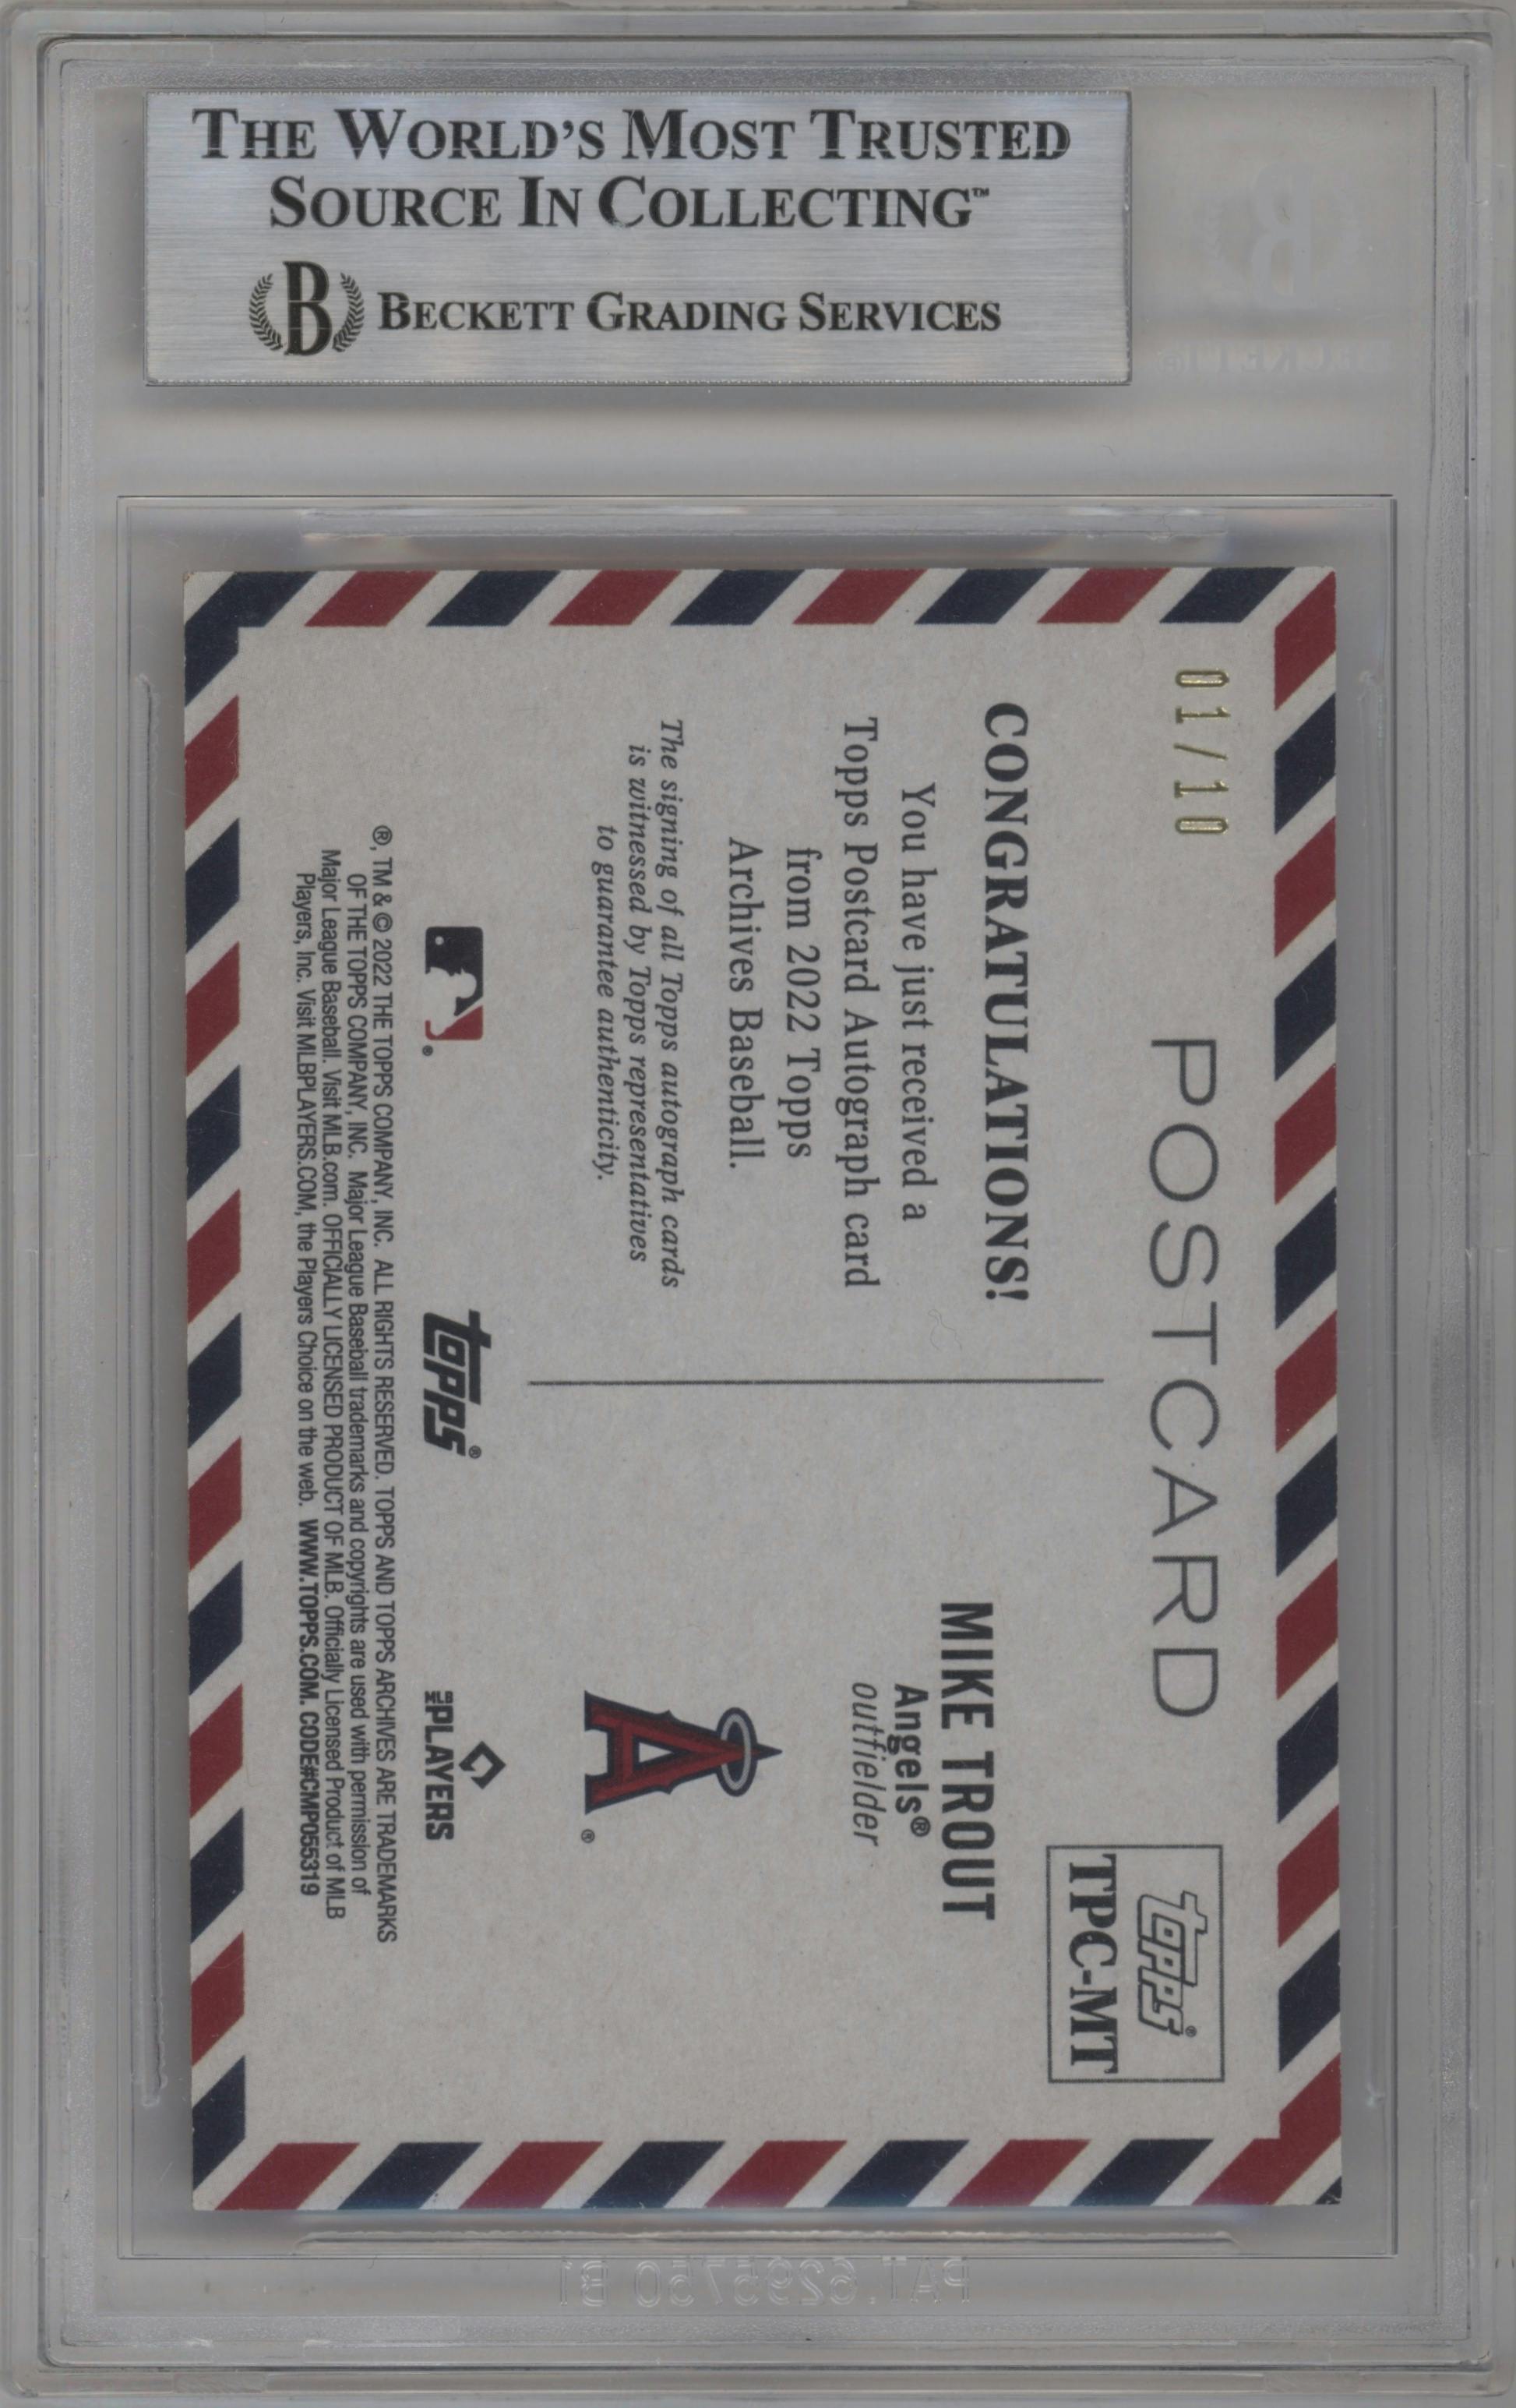 THE WORLD'S MOST TRUSTED
SOURCE IN COLLECTING™
B BECKETT GRADING SERVICES
01/10
POSTCARD
topps®
TPC-MT
CONGRATULATIONS!
You have just received a
Topps Postcard Autograph card
from 2022 Topps
Archives Baseball.
The signing of all Topps autograph cards
is witnessed by Topps representatives
to guarantee authenticity.
MIKE TROUT
Angels®
outfielder
A®
®
topps®
MLB PLAYERS
®, TM & © 2022 THE TOPPS COMPANY, INC. ALL RIGHTS RESERVED. TOPPS AND TOPPS ARCHIVES ARE TRADEMARKS
OF THE TOPPS COMPANY, INC. Major League Baseball trademarks and copyrights are used with permission of
Major League Baseball. Visit MLB.com. OFFICIALLY LICENSED PRODUCT OF MLB. Officially Licensed Product of MLB
Players, Inc. Visit MLBPLAYERS.COM, the Players Choice on the web. WWW.TOPPS.COM. CODE#CMP055319
PAT.6295750 B1